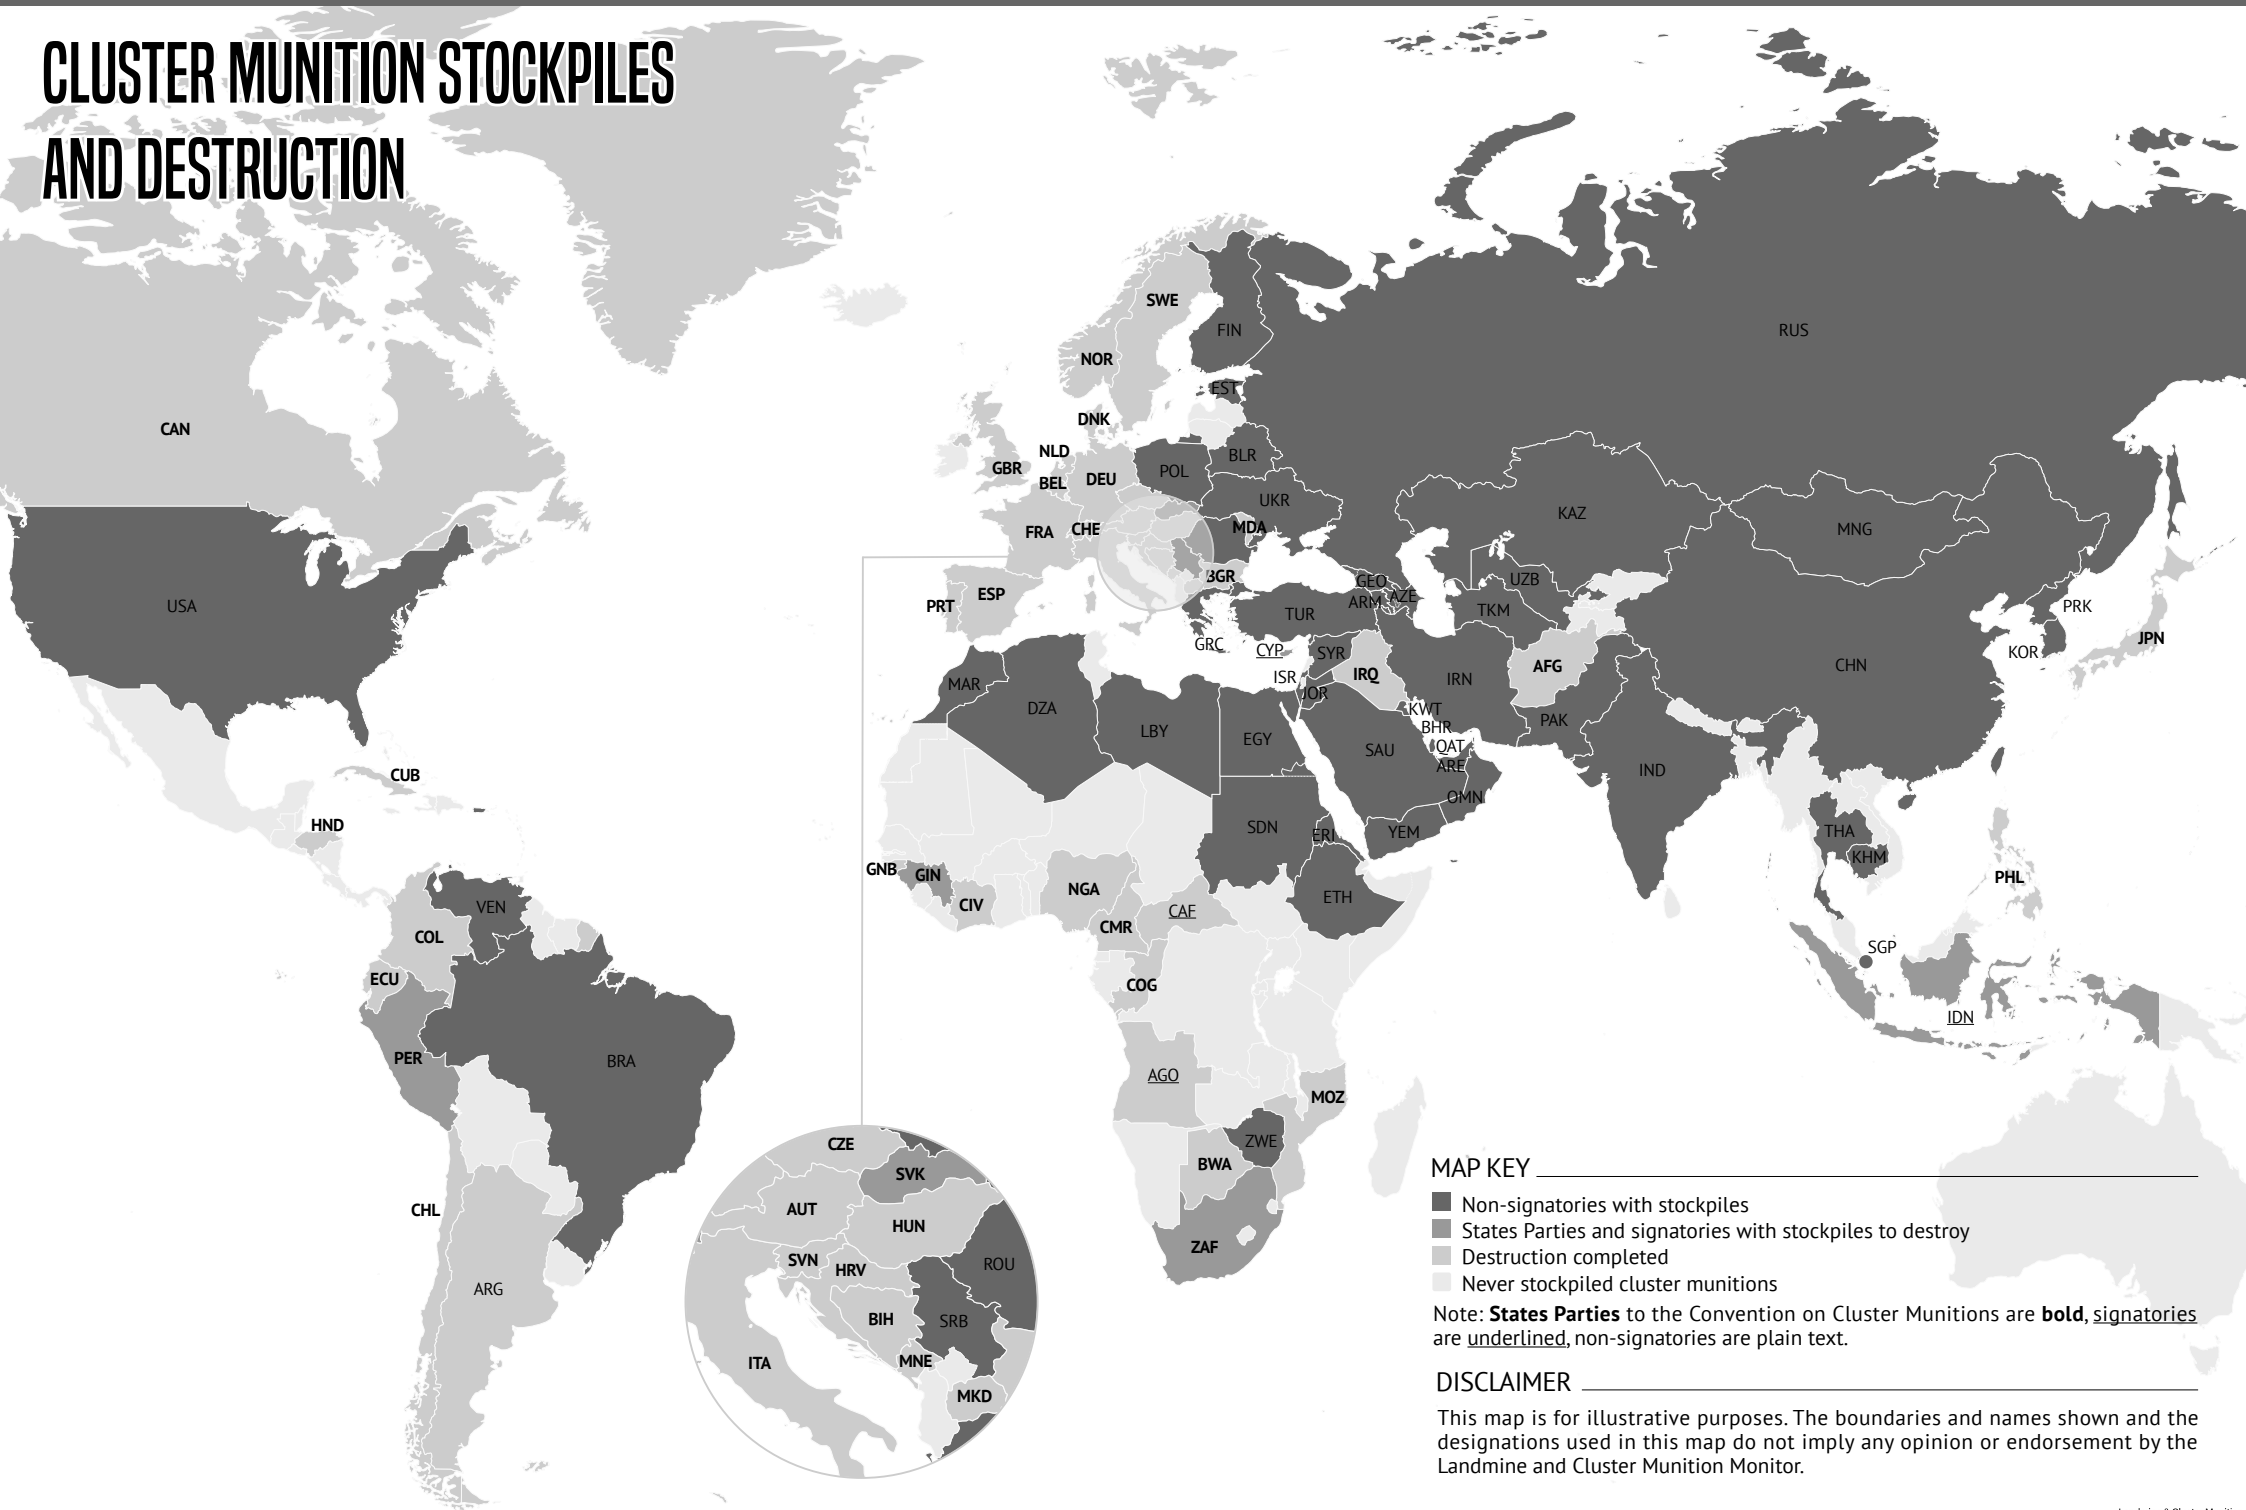 CLUSTER MUNITION STOCKPILES
AND DESTRUCTION
SWE
FIN
RUS
NOR
EST
DNK
CAN
NLD
GBR
BEL
DEU
POL
BLR
UKR
KAZ
MNG
FRA
CHE
MDA
BGR
GEO
UZB
PRT
ESP
ARM
AZE
TKM
USA
TUR
PRK
GRC
CYP
SYR
KOR
JPN
ISR
IRQ
IRN
AFG
CHN
MAR
JOR
DZA
KWT
PAK
LBY
EGY
BHR
SAU
QAT
ARE
IND
CUB
OMN
HND
SDN
ERI
YEM
THA
KHM
GNB
GIN
NGA
PHL
VEN
CIV
CAF
ETH
COL
CMR
SGP
ECU
COG
IDN
PER
BRA
AGO
MOZ
CZE
ZWE
SVK
BWA
CHL
AUT
HUN
ZAF
SVN
HRV
ROU
ARG
BIH
SRB
ITA
MNE
MKD
MAP KEY
Non-signatories with stockpiles
States Parties and signatories with stockpiles to destroy
Destruction completed
Never stockpiled cluster munitions
Note: States Parties to the Convention on Cluster Munitions are bold, signatories
are underlined, non-signatories are plain text.
DISCLAIMER
This map is for illustrative purposes. The boundaries and names shown and the
designations used in this map do not imply any opinion or endorsement by the
Landmine and Cluster Munition Monitor.